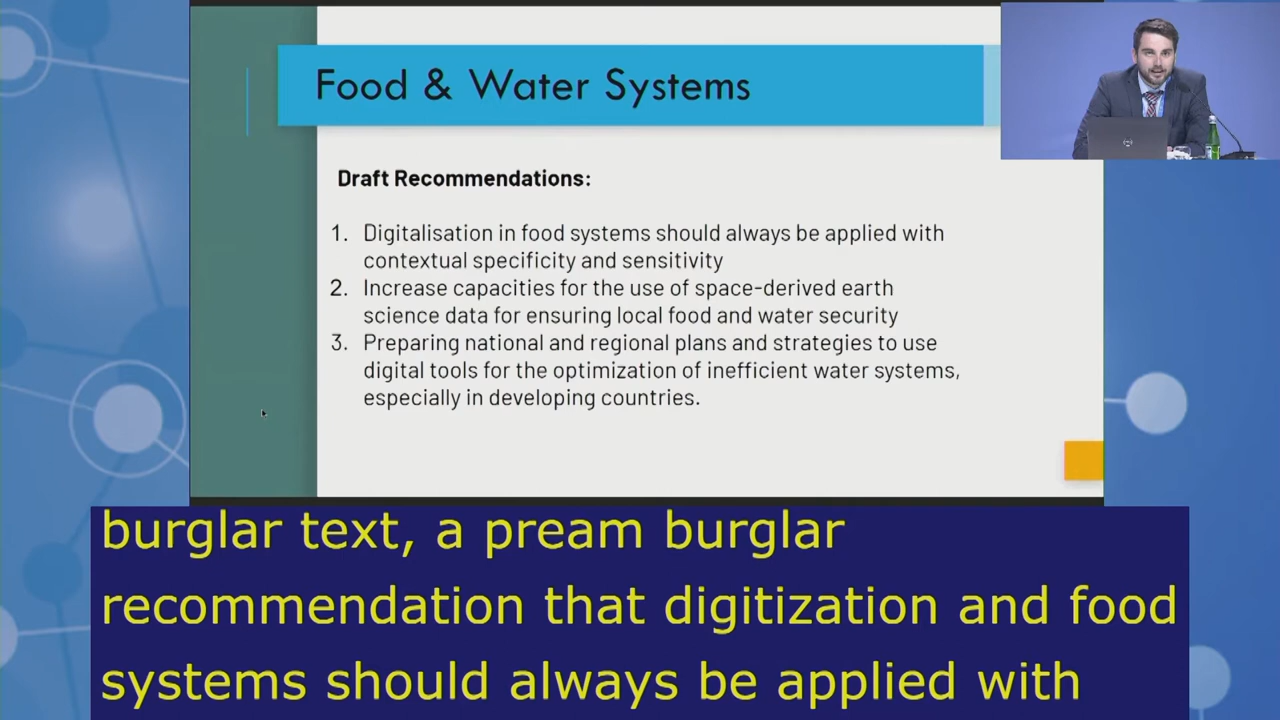 Food & Water Systems
Draft Recommendations:
1. Digitalisation in food systems should always be applied with
contextual specificity and sensitivity
2. Increase capacities for the use of space-derived earth
science data for ensuring local food and water security
3. Preparing national and regional plans and strategies to use
digital tools for the optimization of inefficient water systems,
especially in developing countries.
burglar text, a pream burglar
recommendation that digitization and food
systems should always be applied with